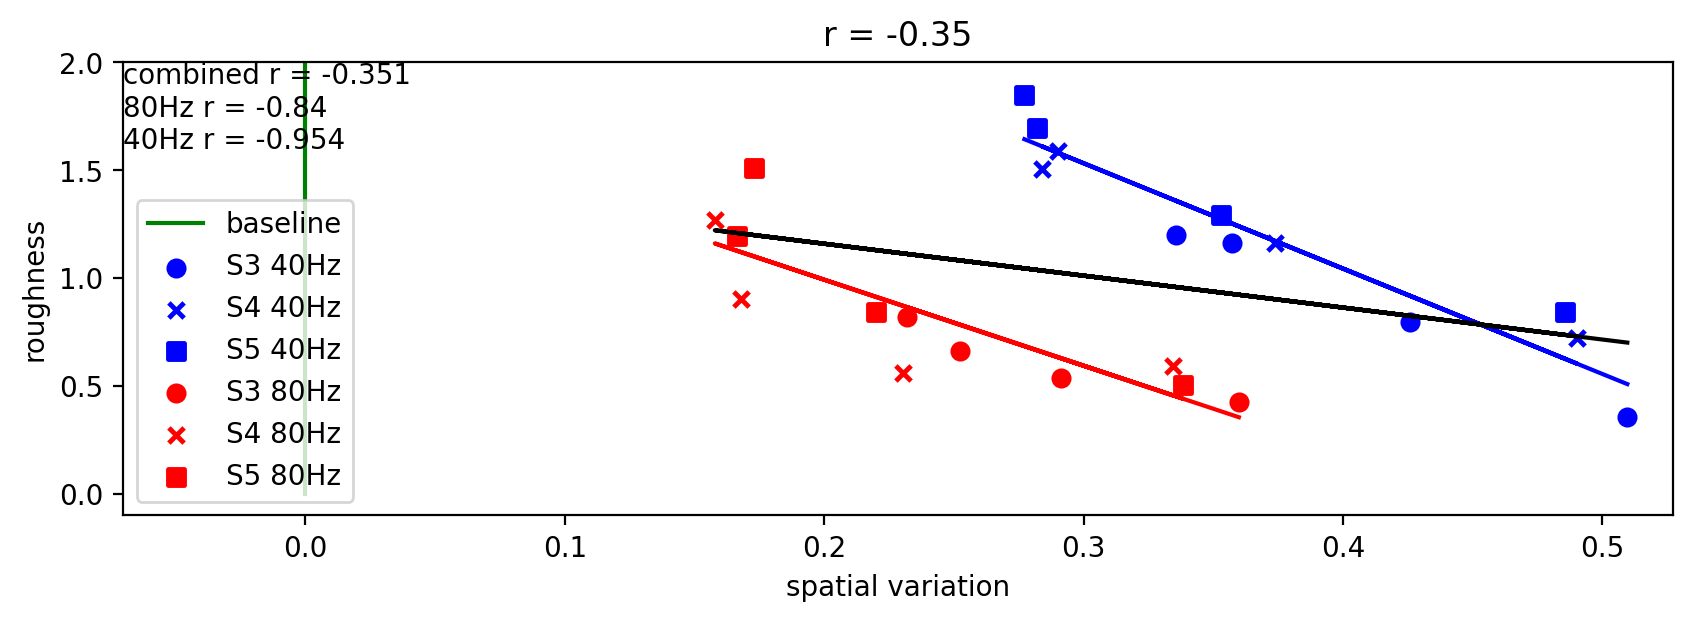 r = -0.35
combined r = -0.351
80Hz r = -0.84
40Hz r = -0.954
baseline
S3 40Hz
S4 40Hz
S5 40Hz
S3 80Hz
S4 80Hz
S5 80Hz
roughness
2.0
1.5
1.0
0.5
0.0
0.0 0.1 0.2 0.3 0.4 0.5
spatial variation